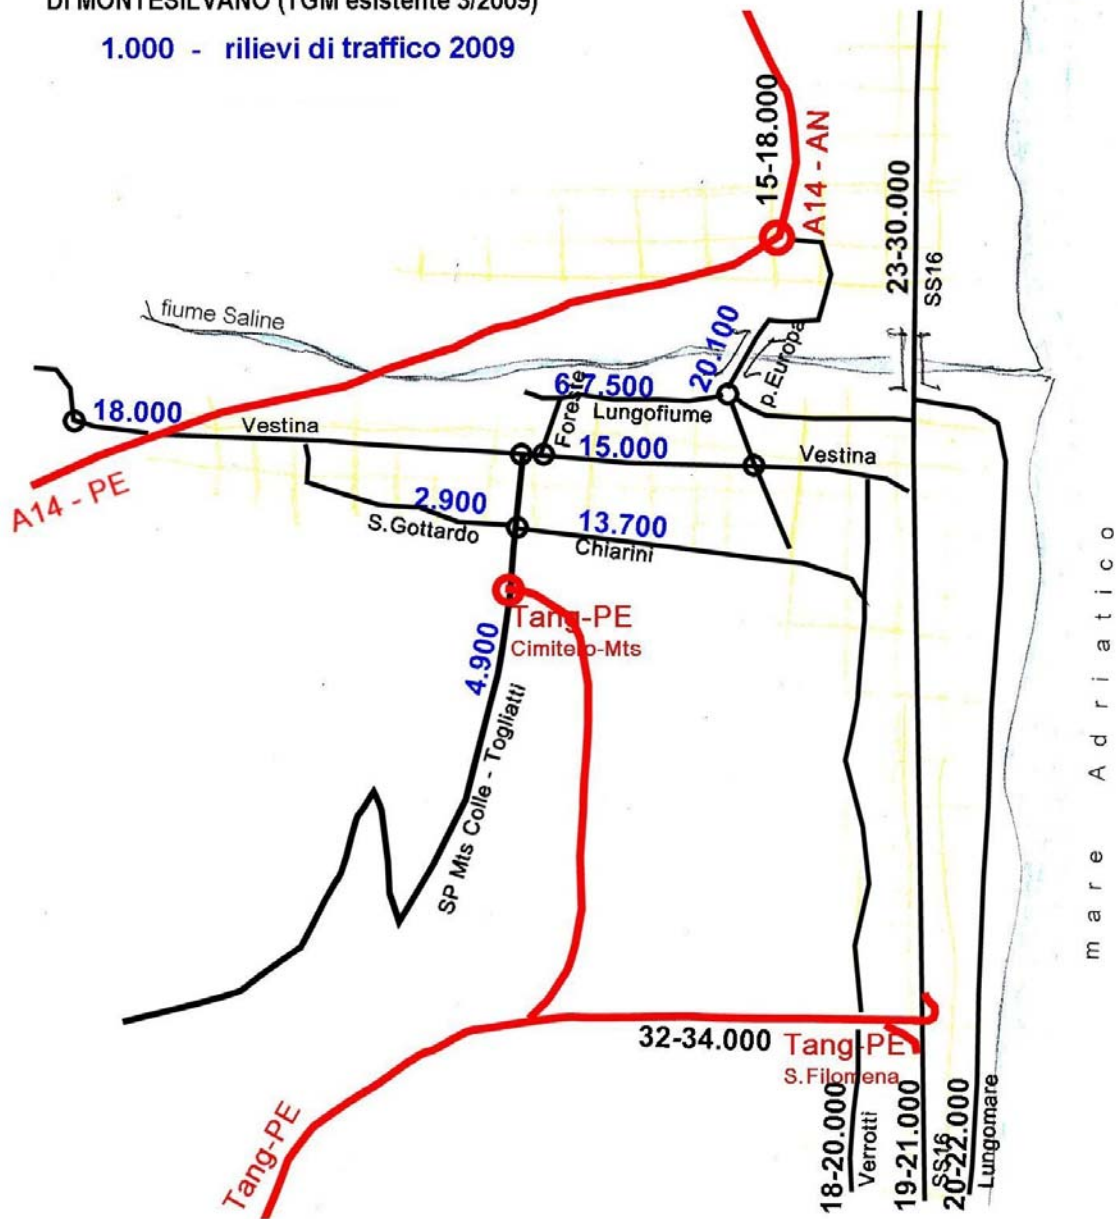 DI MONTESILVANO (TGM esistente 3/2009)
1.000 - rilievi di traffico 2009
15-18.000
A14 - AN
23-30.000
SS16
fiume Saline
20.100
p.Europa
6-7.500
Lungofiume
Foreste
18.000
Vestina
15.000
Vestina
A14 - PE
2.900
S.Gottardo
13.700
Chiarini
Tang-PE
Cimitero-Mts
4.900
SP Mts Colle - Togliatti
mare Adriatico
32-34.000
Tang-PE
S.Filomena
Tang-PE
18-20.000
Verrotti
19-21.000
SS16
20-22.000
Lungomare